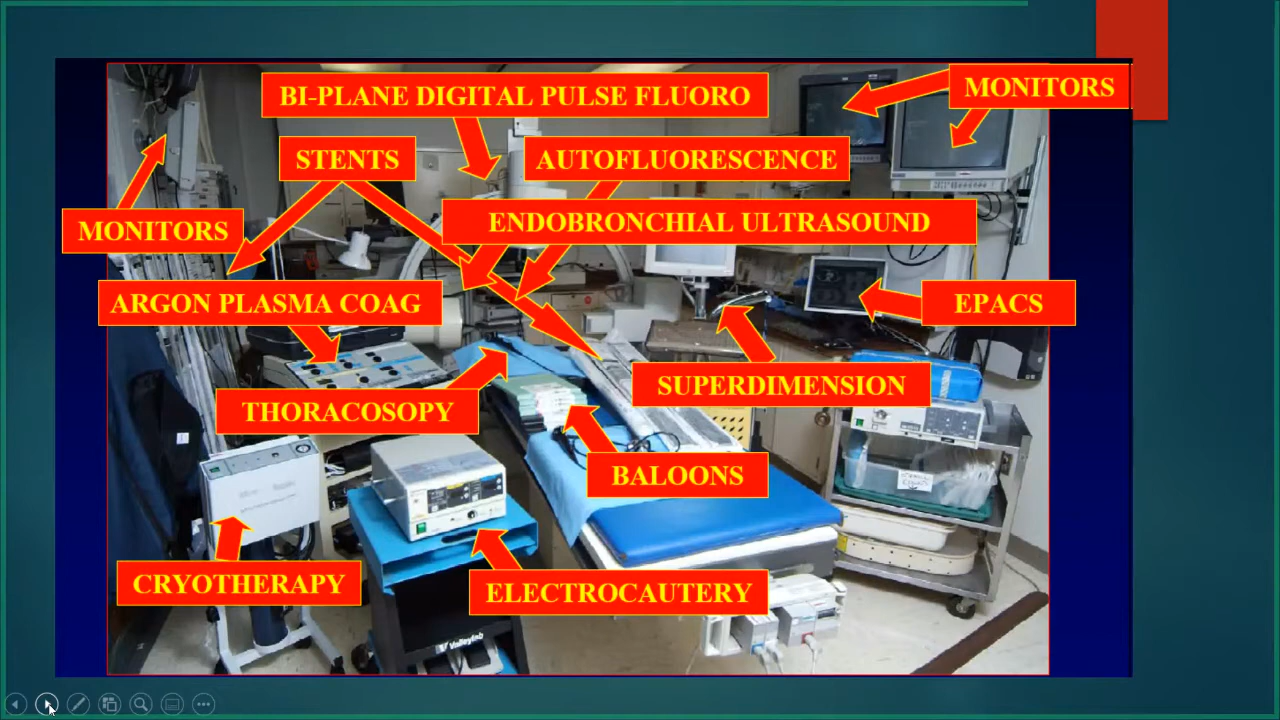 BI-PLANE DIGITAL PULSE FLUORO
MONITORS
STENTS
AUTOFLUORESCENCE
MONITORS
ENDOBRONCHIAL ULTRASOUND
ARGON PLASMA COAG
EPACS
THORACOSOPY
SUPERDIMENSION
BALOONS
CRYOTHERAPY
ELECTROCAUTERY
Valleylab